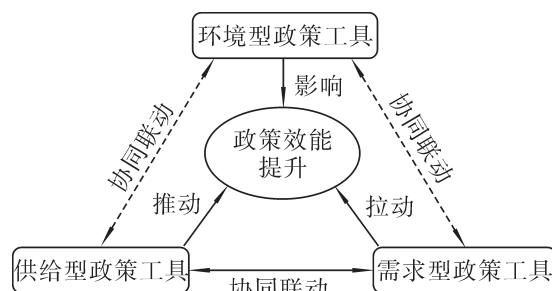 环境型政策工具
影响
协同联动
协同联动
政策效能
提升
推动
拉动
供给型政策工具
需求型政策工具
协同联动